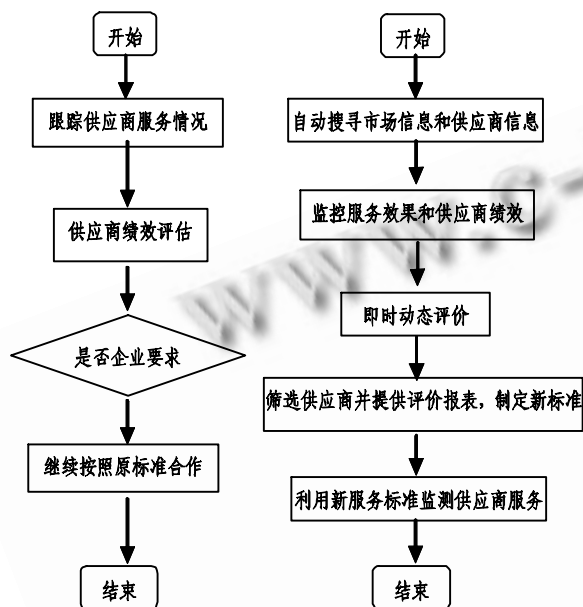 开始
跟踪供应商服务情况
供应商绩效评估
是否企业要求
继续按照原标准合作
结束
开始
自动搜寻市场信息和供应商信息
监控服务效果和供应商绩效
即时动态评价
筛选供应商并提供评价报表，制定新标准
利用新服务标准监测供应商服务
结束
www.c-